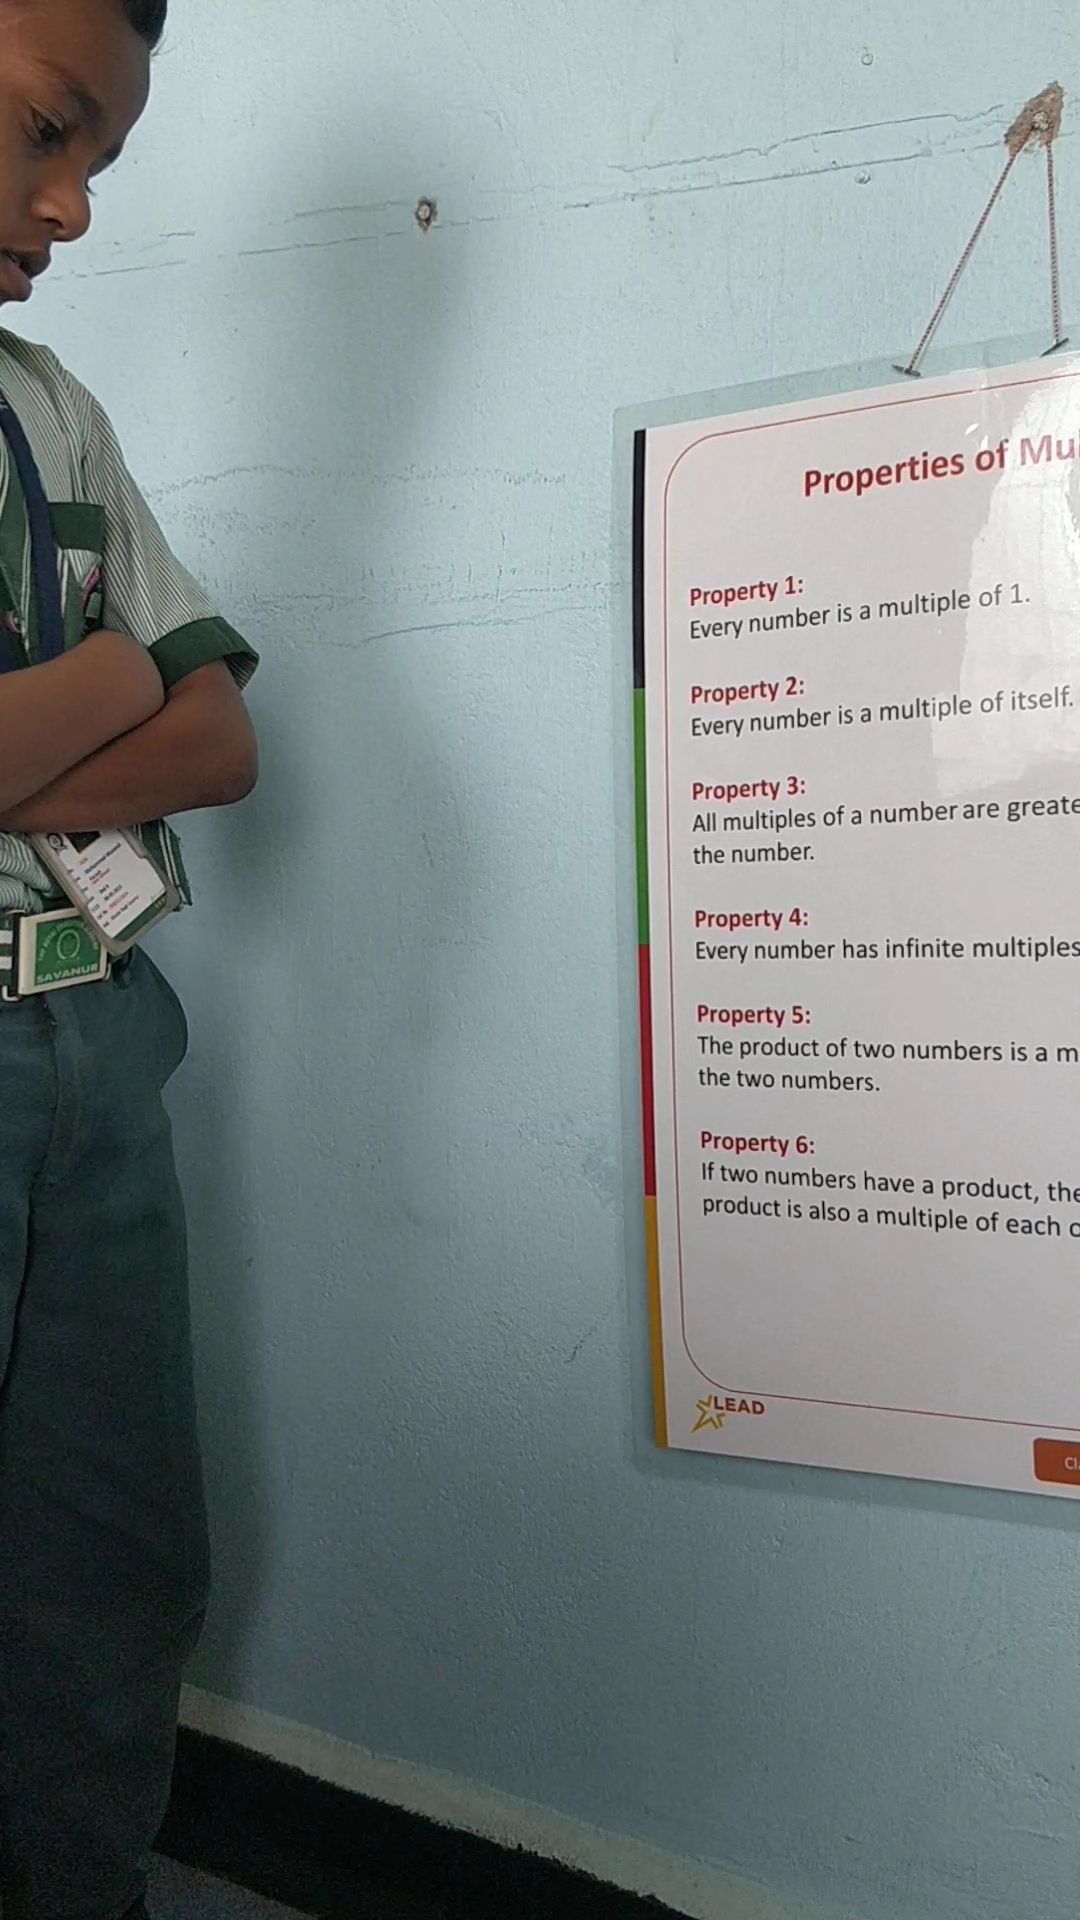 Properties of Mu
Property 1:
Every number is a multiple of 1.
Property 2:
Every number is a multiple of itself.
Property 3:
All multiples of a number are greate
the number.
Property 4:
Every number has infinite multiples
Property 5:
The product of two numbers is a m
the two numbers.
Property 6:
If two numbers have a product, the
product is also a multiple of each o
LEAD
Cl
SAVANUR